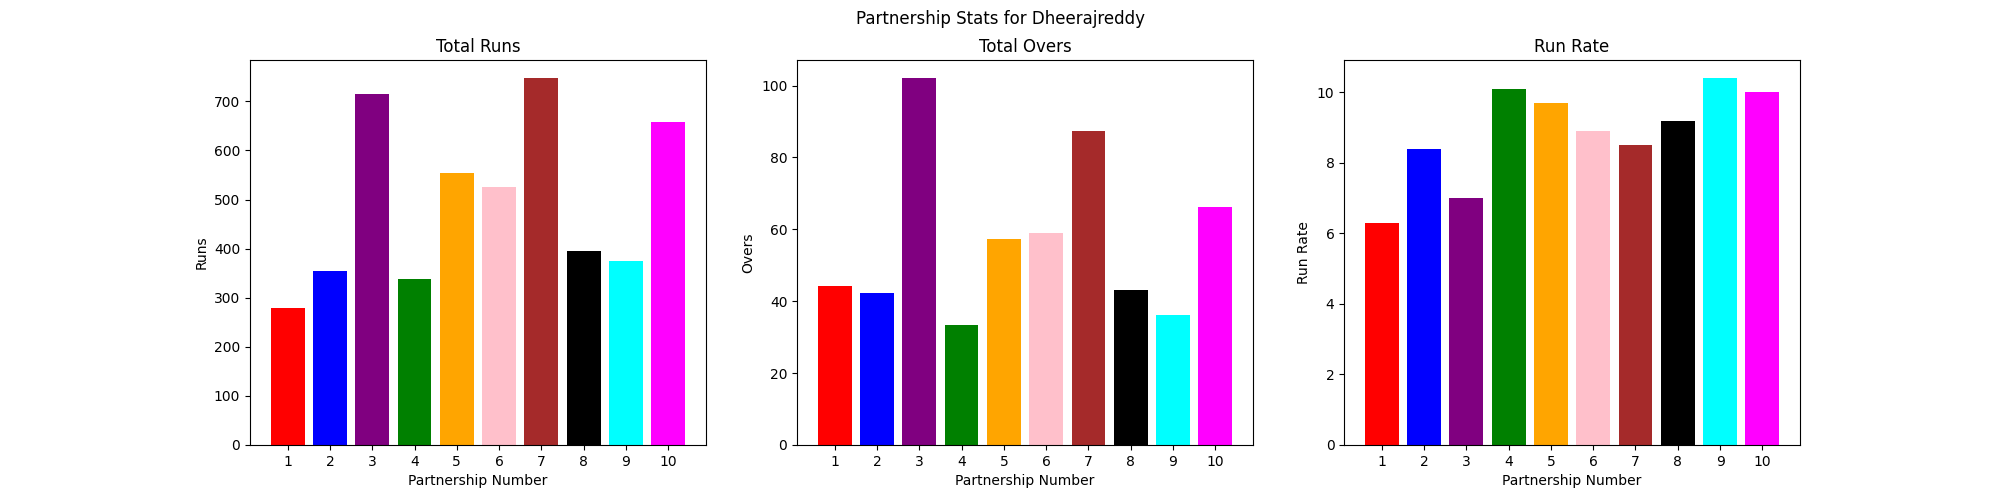 Partnership Stats for Dheerajreddy
Total Runs
Runs
700
600
500
400
300
200
100
0
1 2 3 4 5 6 7 8 9 10
Partnership Number
Total Overs
Overs
100
80
60
40
20
0
1 2 3 4 5 6 7 8 9 10
Partnership Number
Run Rate
Run Rate
10
8
6
4
2
0
1 2 3 4 5 6 7 8 9 10
Partnership Number